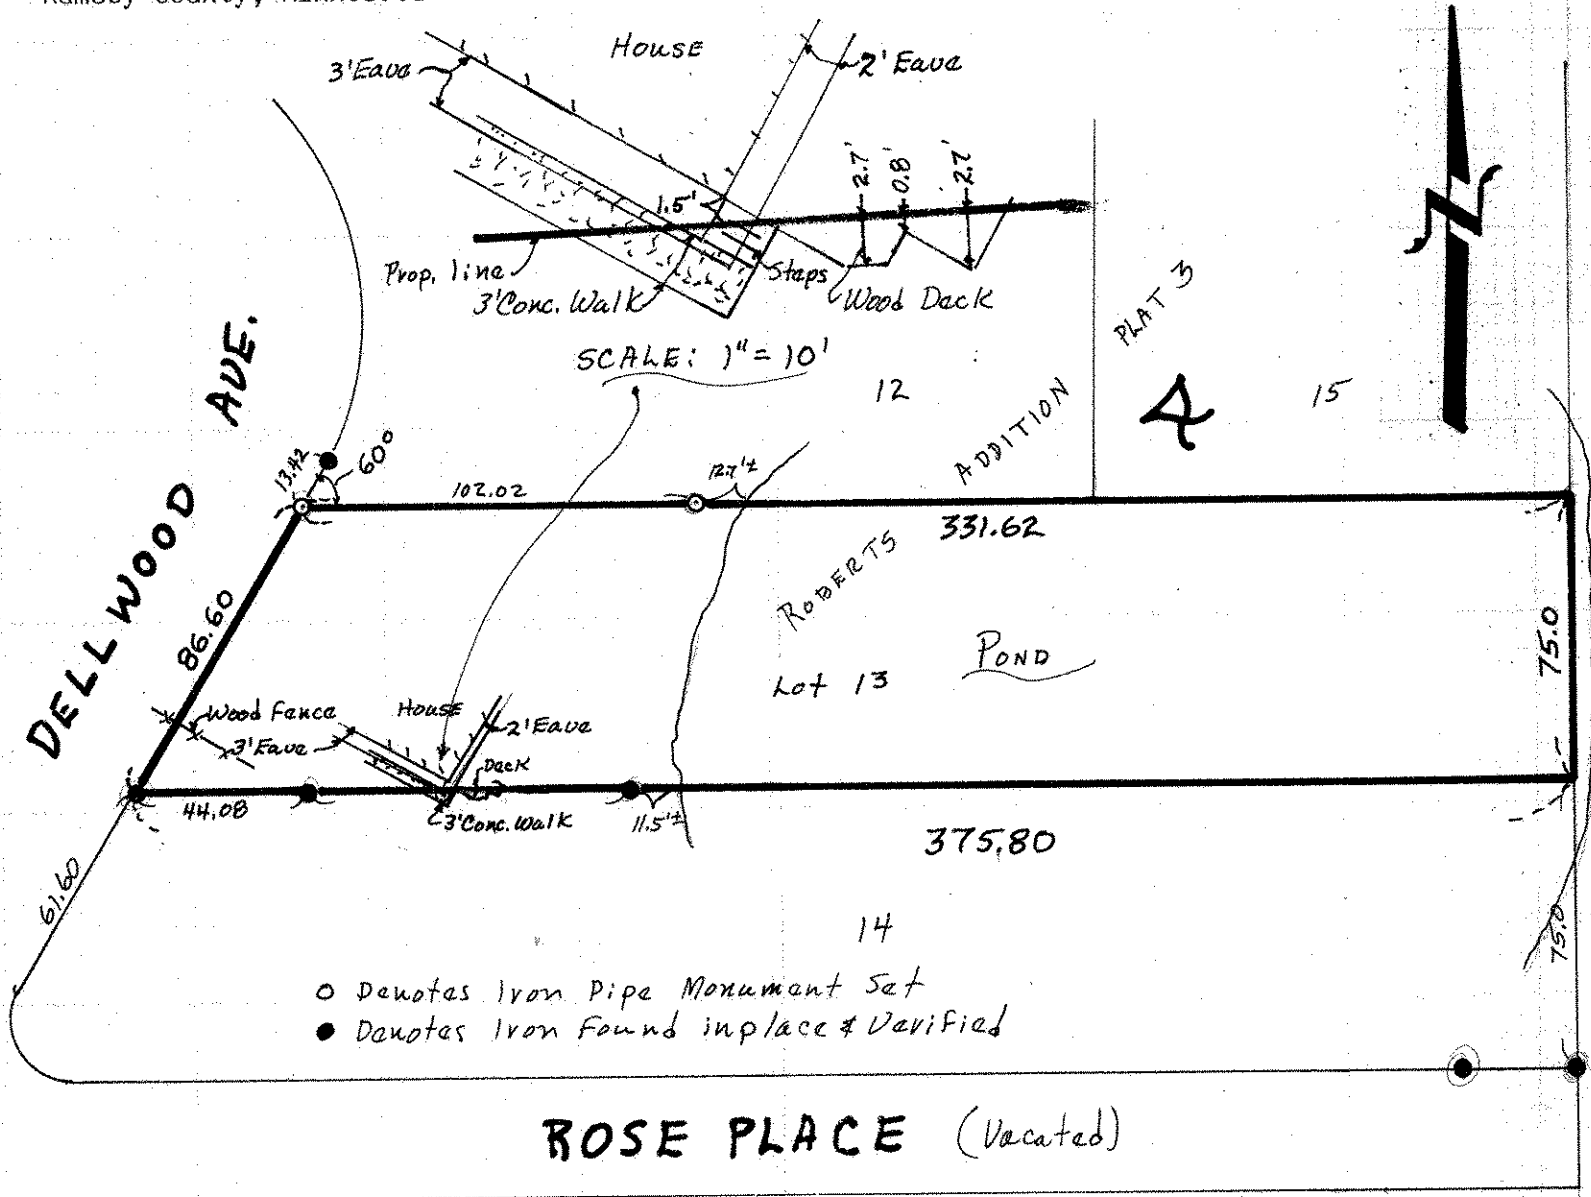 House
3' Eave
2' Eave
2.7'
0.8'
2.7'
1.5'
Prop. line
Steps
3' Conc. Walk
Wood Deck
SCALE: 1" = 10'
PLAT 3
12
4
15
ADDITION
DELLWOOD AVE.
13.42
60°
102.02
12.7'±
331.62
ROBERTS
86.60
POND
75.0
Lot 13
Wood Fence
House
2' Eave
3' Eave
Deck
44.08
3' Conc. Walk
11.5'±
375.80
61.60
14
75.0
Denotes Iron Pipe Monument Set
Denotes Iron Found inplace & Verified
ROSE PLACE (Vacated)